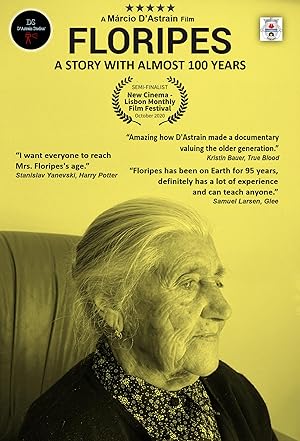 ★★★★★
DS
D'Astrain Studios
A Márcio D'Astrain Film
FLORIPES
A STORY WITH ALMOST 100 YEARS
SEMI-FINALIST
New Cinema -
Lisbon Monthly
Film Festival
October 2020
"Amazing how D'Astrain made a documentary
valuing the older generation."
Kristin Bauer, True Blood
"I want everyone to reach
Mrs. Floripes's age."
Stanislav Yanevski, Harry Potter
"Floripes has been on Earth for 95 years,
definitely has a lot of experience
and can teach anyone."
Samuel Larsen, Glee